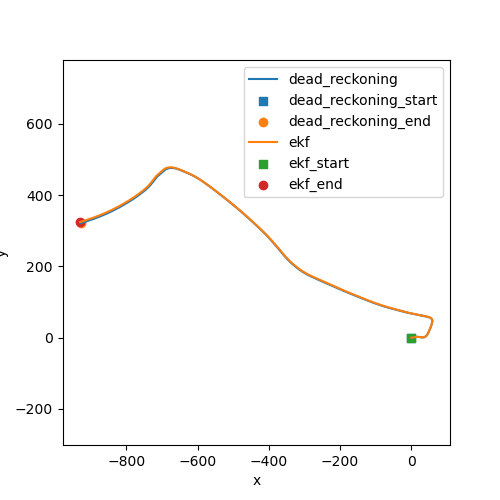 dead_reckoning
dead_reckoning_start
dead_reckoning_end
ekf
ekf_start
ekf_end
600
400
200
0
−200
y
−800
−600
−400
−200
0
x